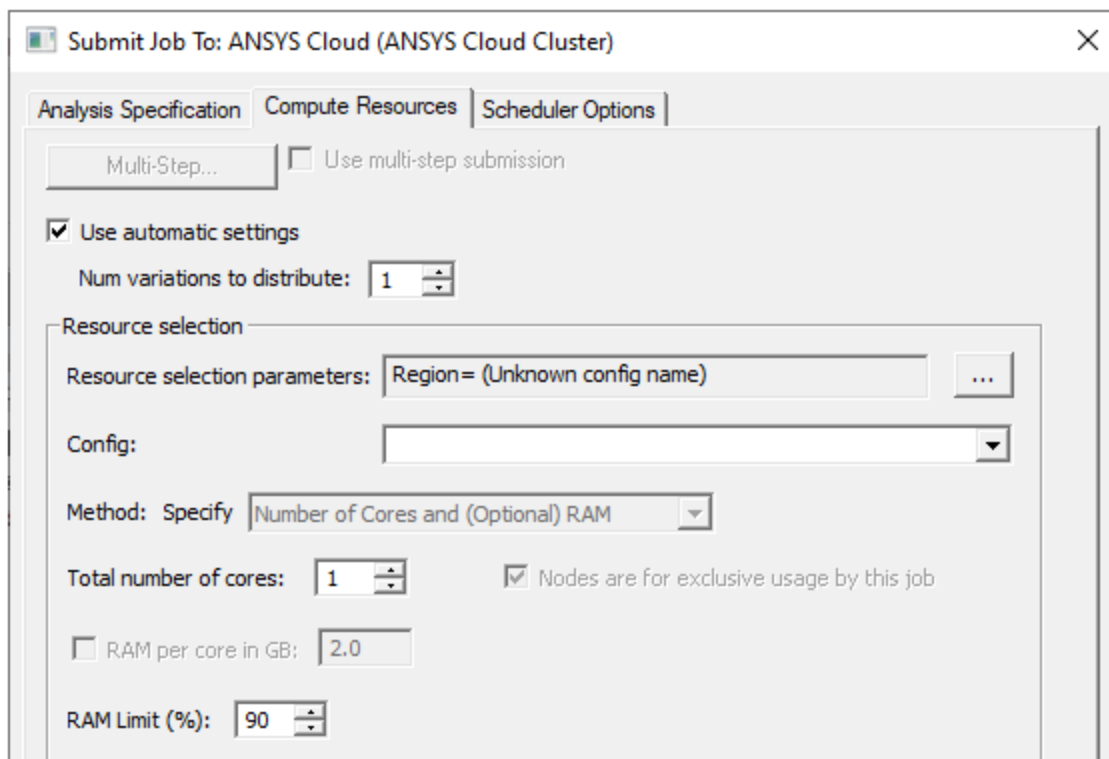 Submit Job To: ANSYS Cloud (ANSYS Cloud Cluster)
Analysis Specification Compute Resources Scheduler Options
Multi-Step... Use multi-step submission
Use automatic settings
Num variations to distribute: 1
Resource selection
Resource selection parameters: Region= (Unknown config name) ...
Config:
Method: Specify Number of Cores and (Optional) RAM
Total number of cores: 1 Nodes are for exclusive usage by this job
RAM per core in GB: 2.0
RAM Limit (%): 90